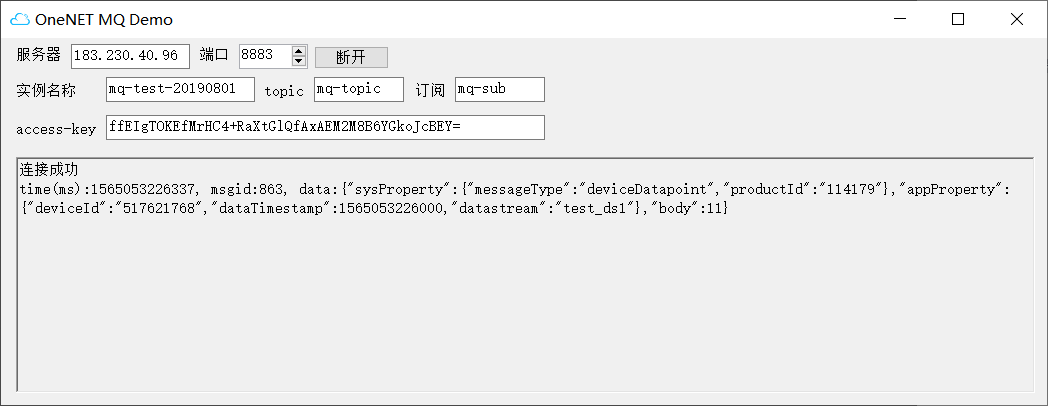 OneNET MQ Demo
服务器 183.230.40.96 端口 8883 断开
实例名称 mq-test-20190801 topic mq-topic 订阅 mq-sub
access-key ffEIgTOKEfMrHC4+RaXtGlQfAxAEM2M8B6YGkoJcBEY=
连接成功
time(ms):1565053226337, msgid:863, data:{"sysProperty":{"messageType":"deviceDatapoint","productId":"114179"},"appProperty":
{"deviceId":"517621768","dataTimestamp":1565053226000,"datastream":"test_ds1"},"body":11}